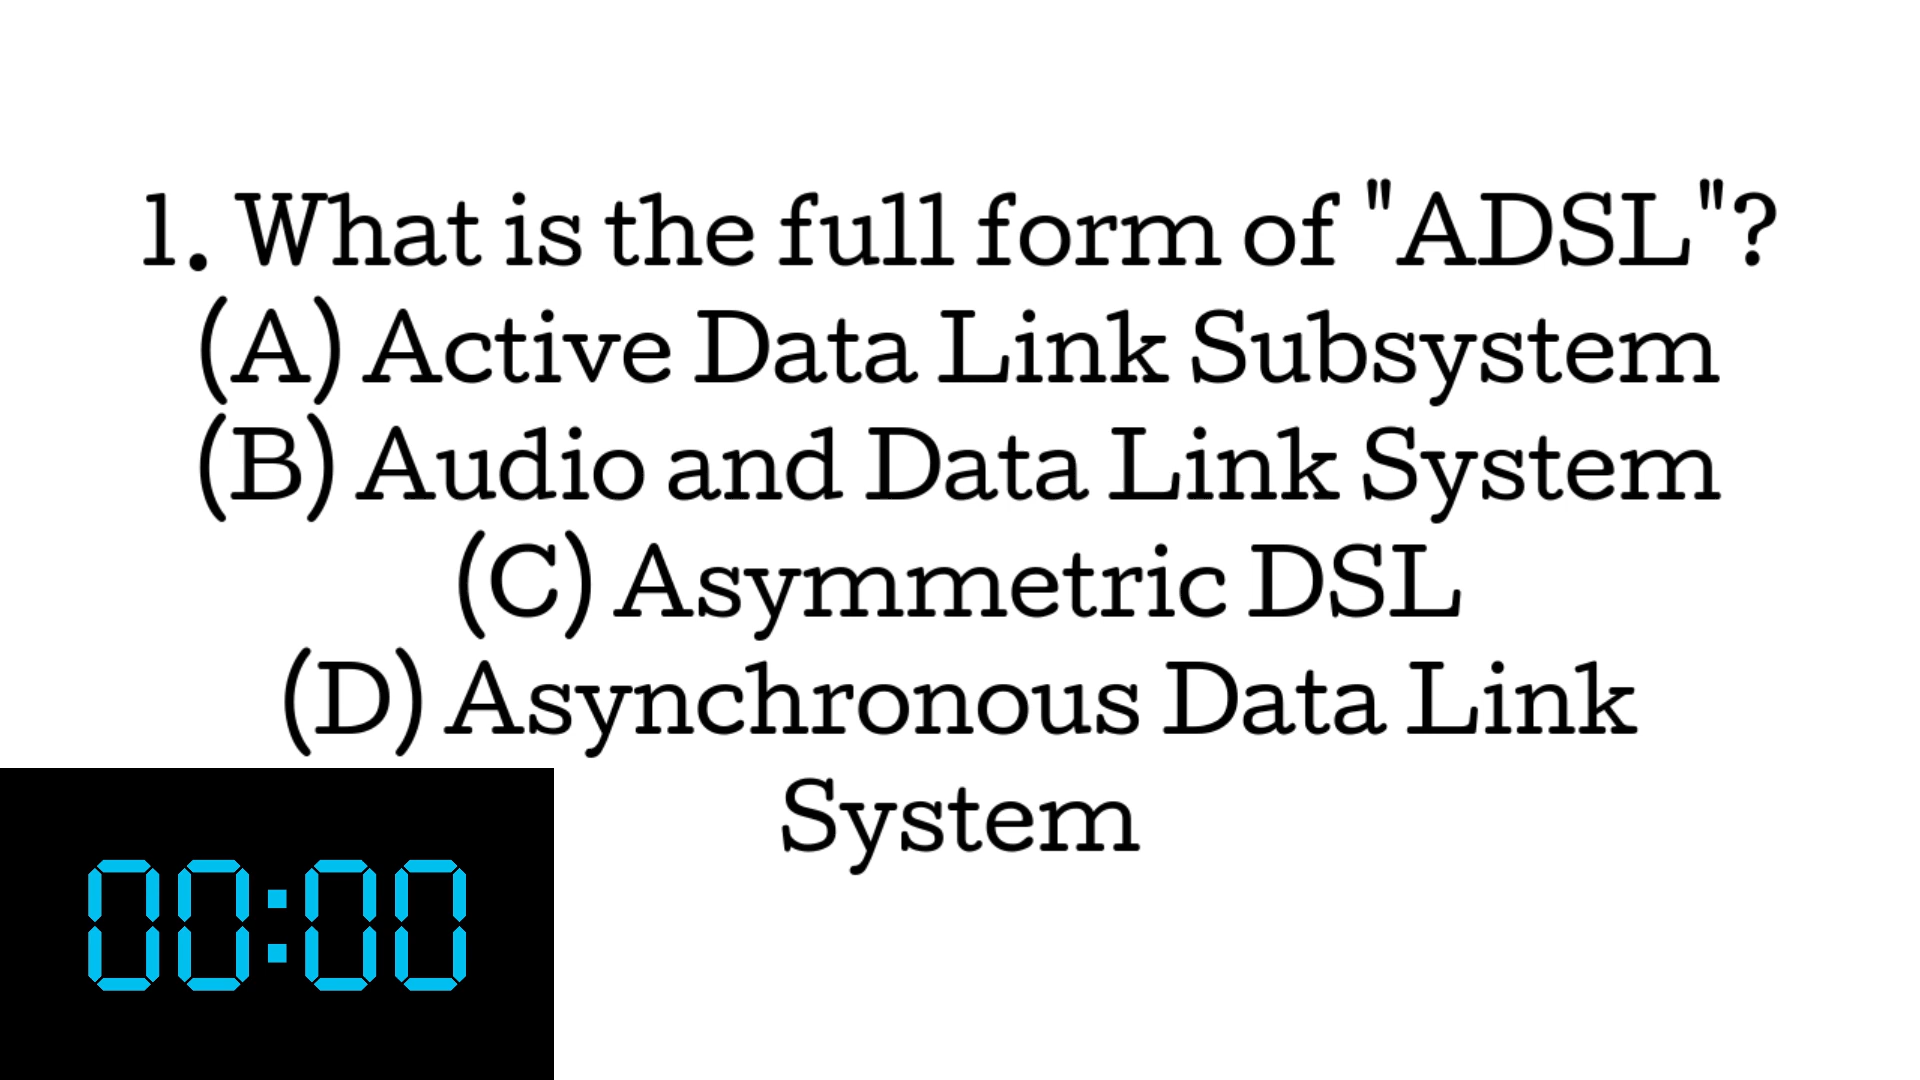 1. What is the full form of "ADSL"?
(A) Active Data Link Subsystem
(B) Audio and Data Link System
(C) Asymmetric DSL
(D) Asynchronous Data Link
System
00:00